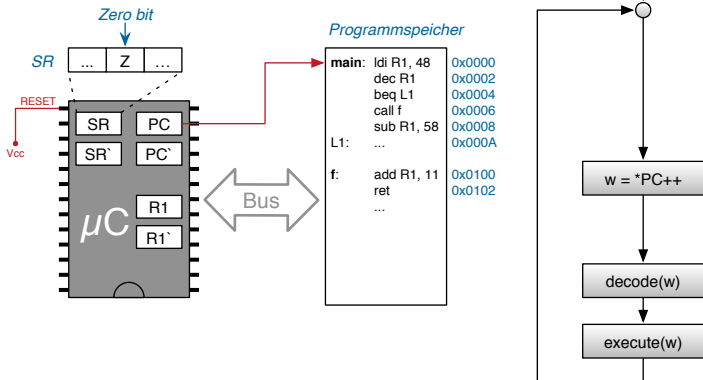 Zero bit
SR
... Z ...
RESET
Vcc
SR PC
SR` PC`
R1
R1`
µC
Bus
Programmspeicher
main: ldi R1, 48 0x0000
dec R1 0x0002
beq L1 0x0004
call f 0x0006
sub R1, 58 0x0008
L1: ... 0x000A
f: add R1, 11 0x0100
ret 0x0102
...
w = *PC++
decode(w)
execute(w)